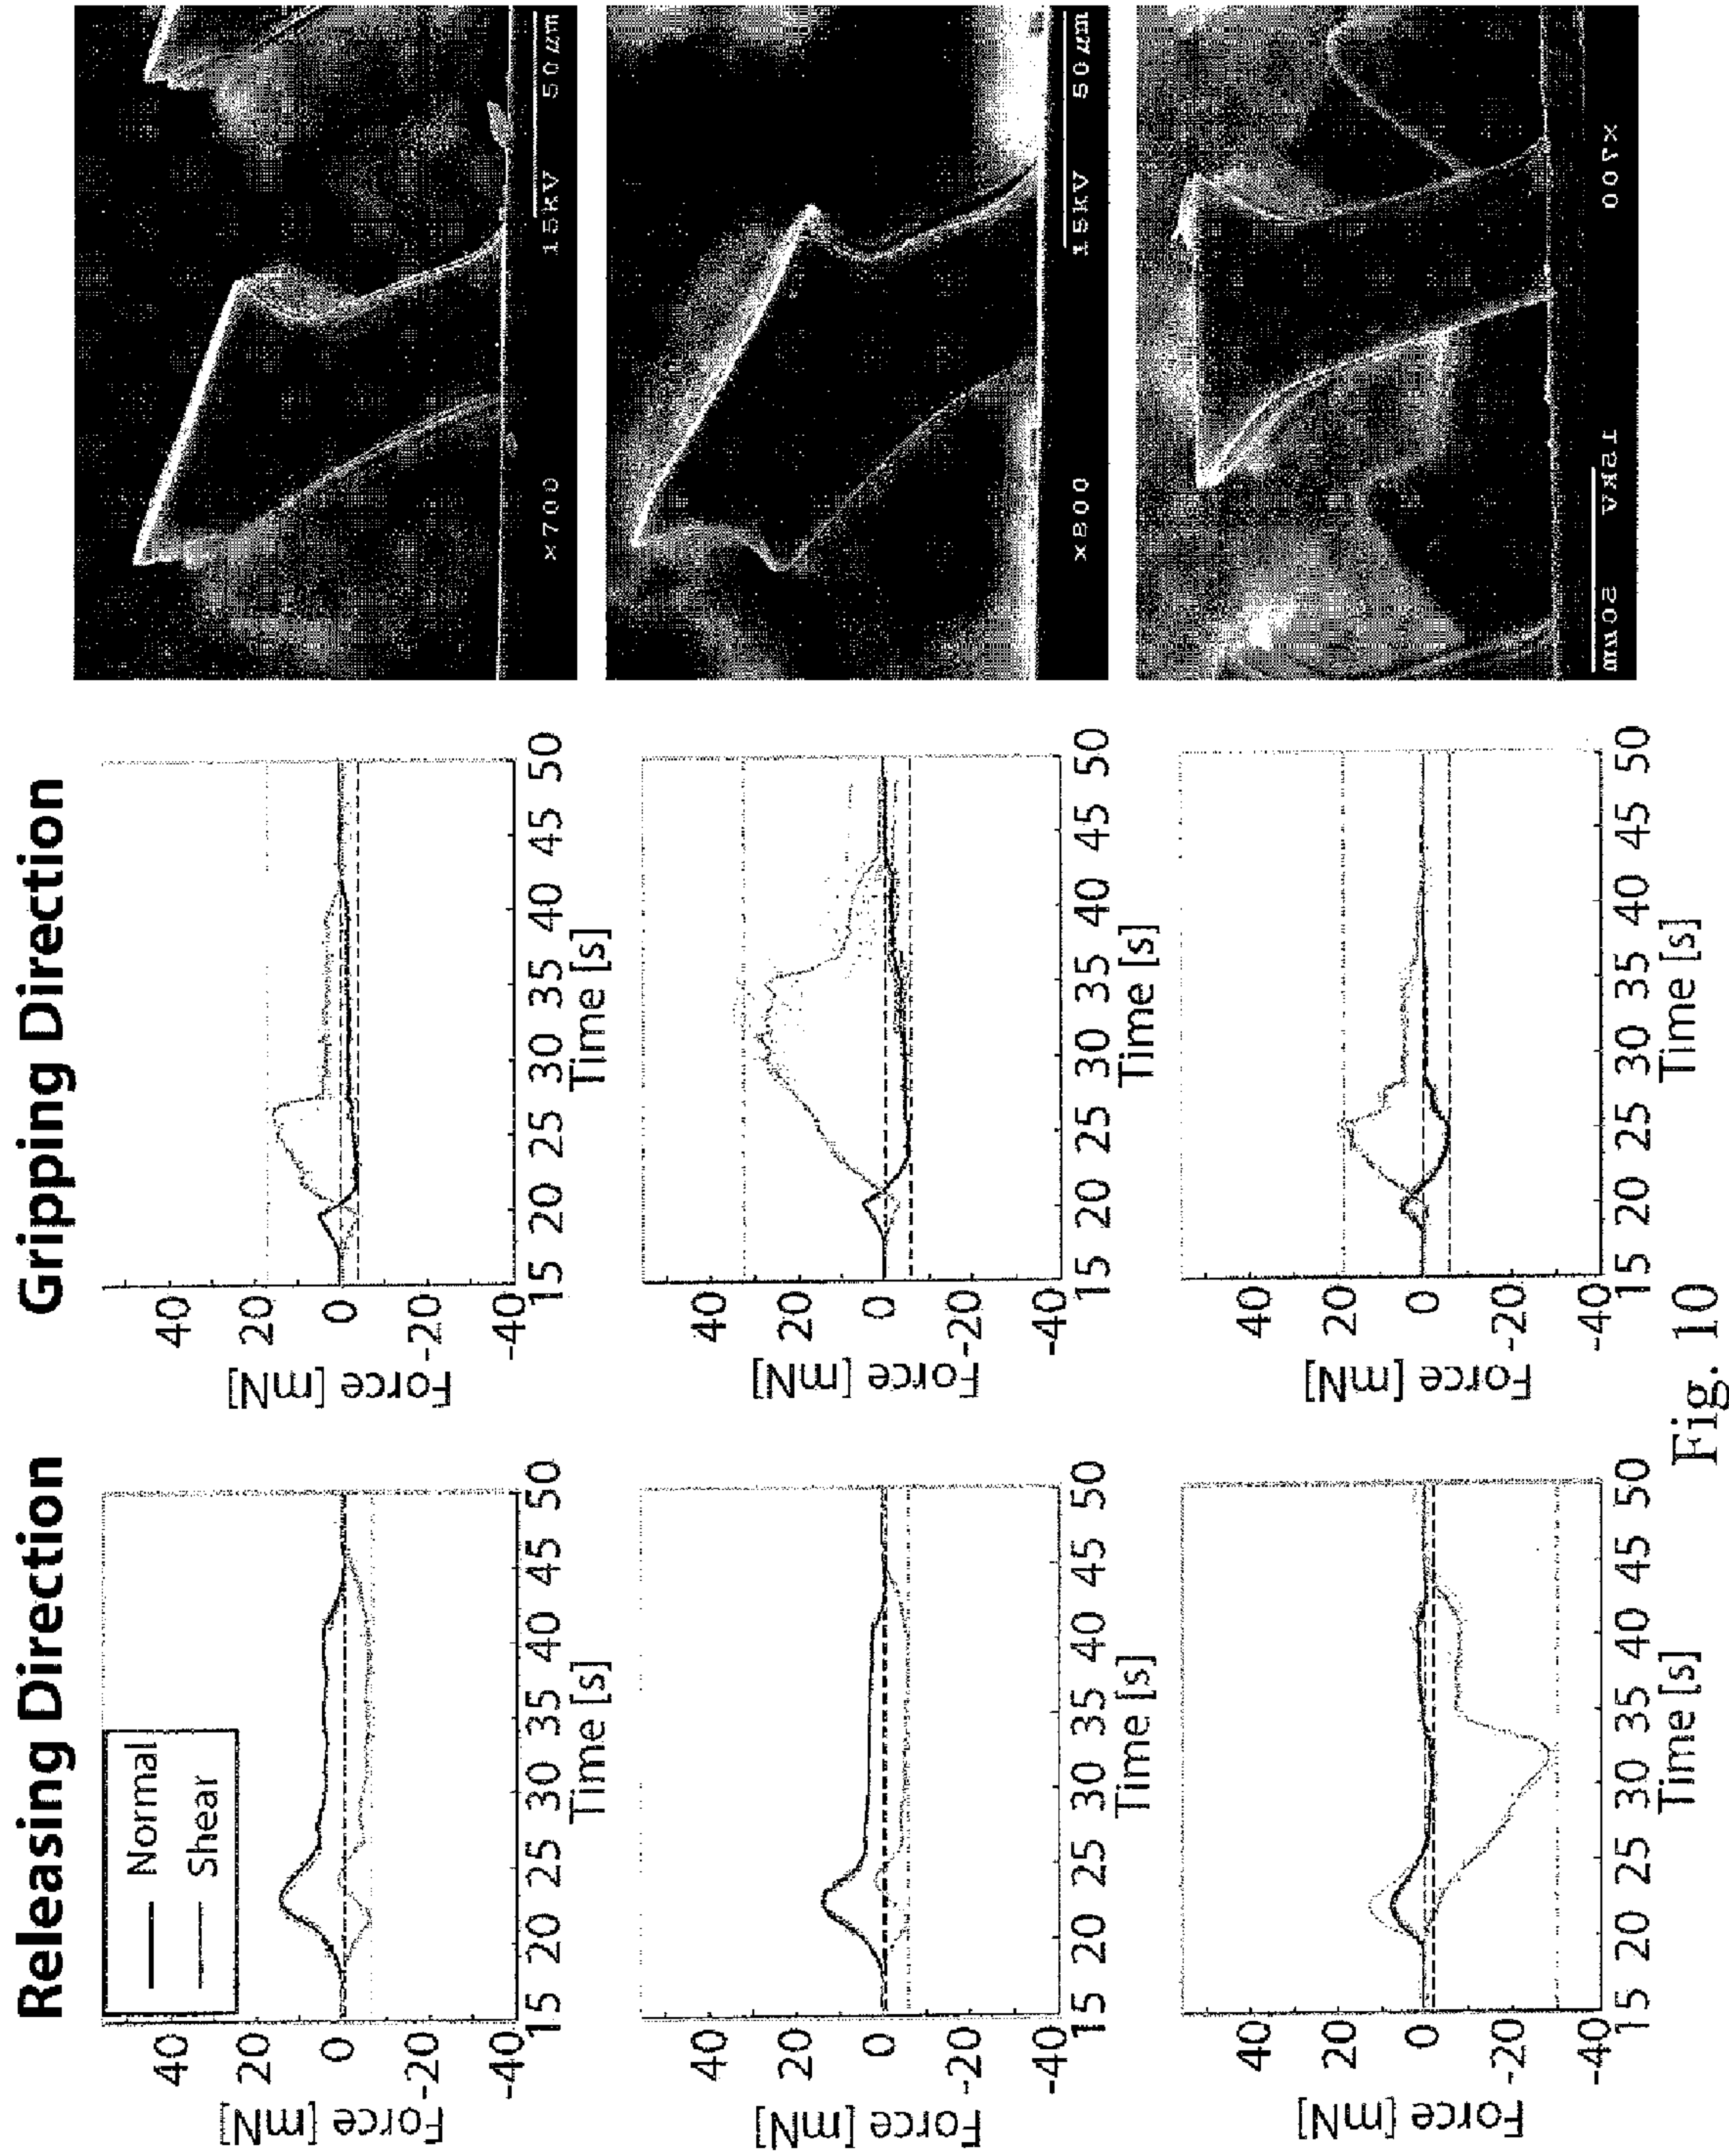 Releasing Direction
Gripping Direction
Normal
Shear
Force [mN]
40
20
0
-20
-40
15 20 25 30 35 40 45 50
Time [s]
Force [mN]
40
20
0
-20
-40
15 20 25 30 35 40 45 50
Time [s]
×700 15kV 50µm
Force [mN]
40
20
0
-20
-40
15 20 25 30 35 40 45 50
Time [s]
Force [mN]
40
20
0
-20
-40
15 20 25 30 35 40 45 50
Time [s]
×800 15kV 50µm
Force [mN]
40
20
0
-20
-40
15 20 25 30 35 40 45 50
Time [s]
Force [mN]
40
20
0
-20
-40
15 20 25 30 35 40 45 50
Time [s]
50µm 15kV ×700
Fig. 10